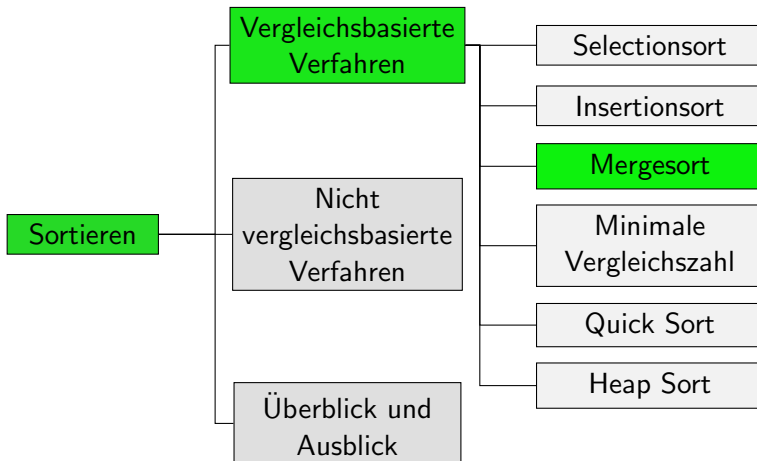 Sortieren
Vergleichsbasierte
Verfahren
Nicht
vergleichsbasierte
Verfahren
Überblick und
Ausblick
Selectionsort
Insertionsort
Mergesort
Minimale
Vergleichszahl
Quick Sort
Heap Sort